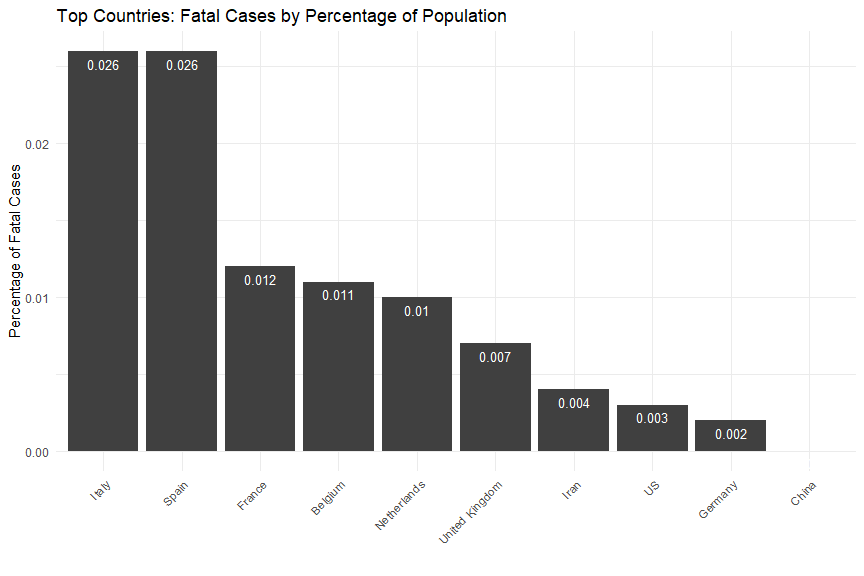 Top Countries: Fatal Cases by Percentage of Population
Percentage of Fatal Cases
0.02
0.01
0.00
0.026
0.026
0.012
0.011
0.01
0.007
0.004
0.003
0.002
Italy
Spain
France
Belgium
Netherlands
United Kingdom
Iran
US
Germany
China